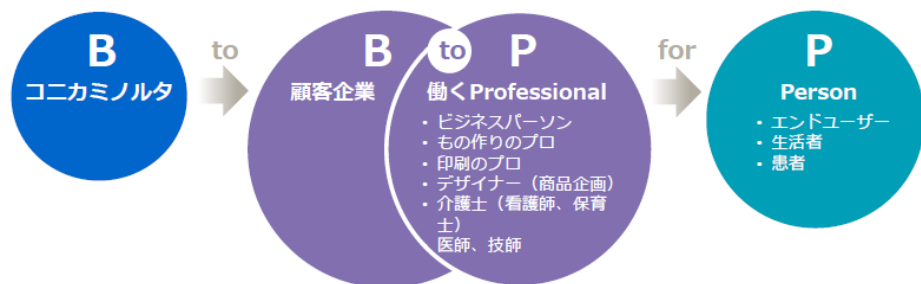 B
コニカミノルタ
to
B
顧客企業
to
P
働くProfessional
・ ビジネスパーソン
・ もの作りのプロ
・ 印刷のプロ
・ デザイナー（商品企画）
・ 介護士（看護師、保育
士）
医師、技師
for
P
Person
・ エンドユーザー
・ 生活者
・ 患者